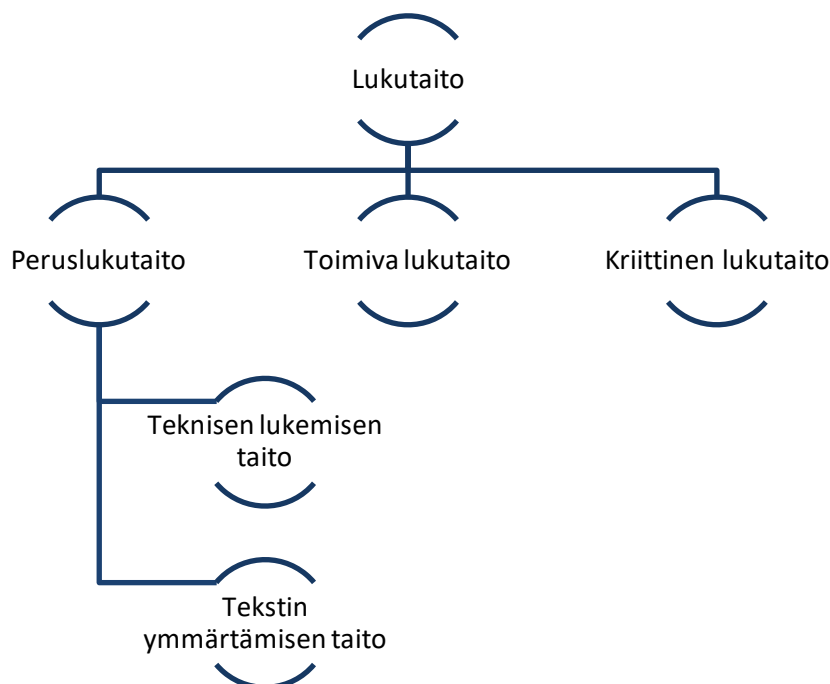 Lukutaito
Peruslukutaito
Toimiva lukutaito
Kriittinen lukutaito
Teknisen lukemisen
taito
Tekstin
ymmärtämisen taito